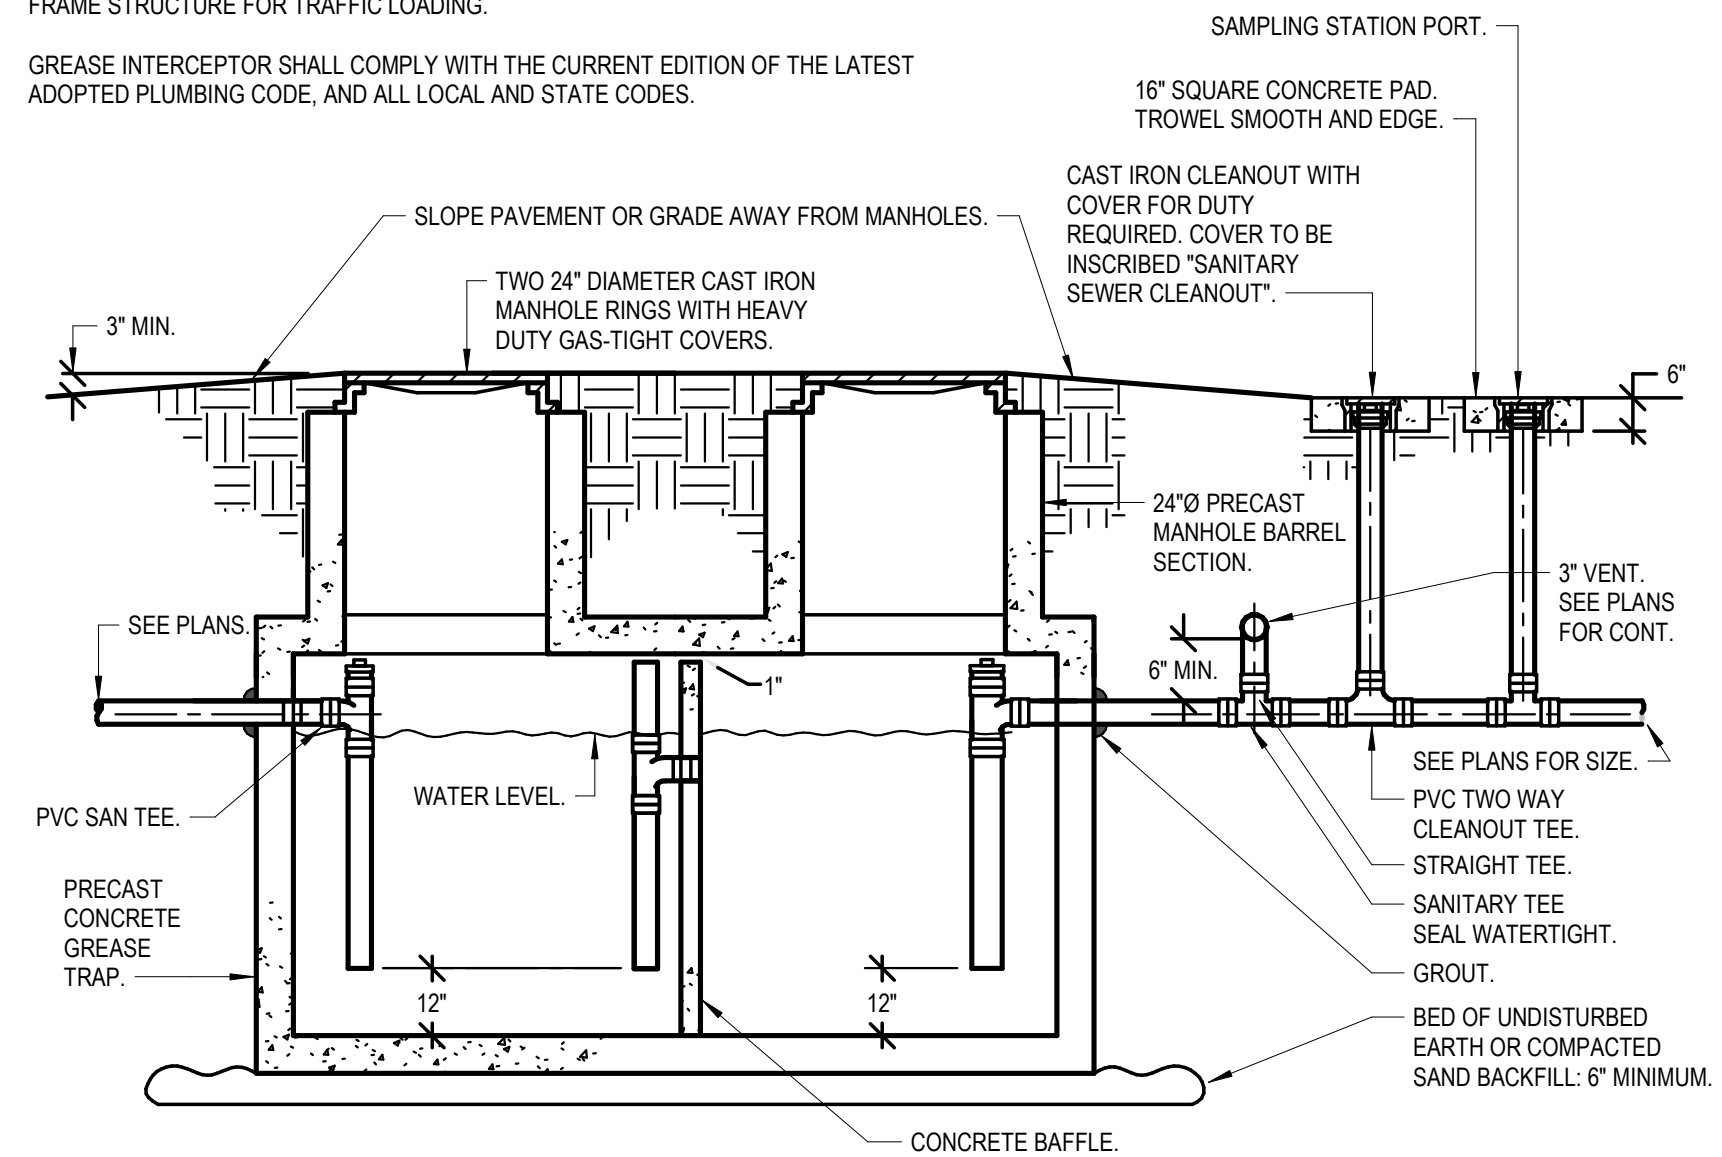 FRAME STRUCTURE FOR TRAFFIC LOADING.
GREASE INTERCEPTOR SHALL COMPLY WITH THE CURRENT EDITION OF THE LATEST
ADOPTED PLUMBING CODE, AND ALL LOCAL AND STATE CODES.
SAMPLING STATION PORT.
16" SQUARE CONCRETE PAD.
TROWEL SMOOTH AND EDGE.
CAST IRON CLEANOUT WITH
COVER FOR DUTY
REQUIRED. COVER TO BE
INSCRIBED "SANITARY
SEWER CLEANOUT".
SLOPE PAVEMENT OR GRADE AWAY FROM MANHOLES.
TWO 24" DIAMETER CAST IRON
MANHOLE RINGS WITH HEAVY
DUTY GAS-TIGHT COVERS.
3" MIN.
6"
24"Ø PRECAST
MANHOLE BARREL
SECTION.
3" VENT.
SEE PLANS
FOR CONT.
SEE PLANS.
6" MIN.
1"
WATER LEVEL.
PVC SAN TEE.
SEE PLANS FOR SIZE.
PVC TWO WAY
CLEANOUT TEE.
STRAIGHT TEE.
SANITARY TEE
SEAL WATERTIGHT.
GROUT.
PRECAST
CONCRETE
GREASE
TRAP.
12"
12"
BED OF UNDISTURBED
EARTH OR COMPACTED
SAND BACKFILL: 6" MINIMUM.
CONCRETE BAFFLE.